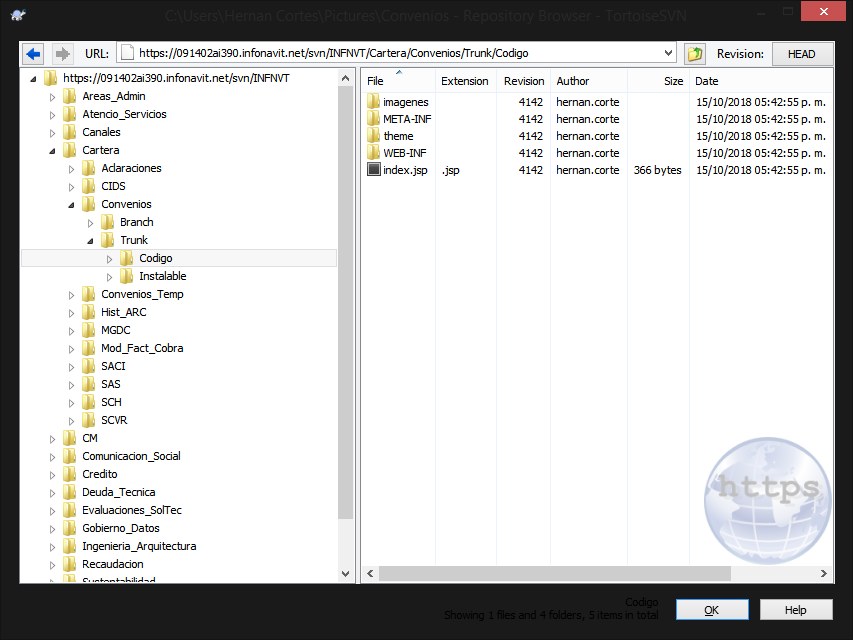 C:\Users\Hernan Cortes\Pictures\Convenios - Repository Browser - TortoiseSVN
URL: https://091402ai390.infonavit.net/svn/INFNVT/Cartera/Convenios/Trunk/Codigo Revision: HEAD
https://091402ai390.infonavit.net/svn/INFNVT
Areas_Admin
Atencio_Servicios
Canales
Cartera
Aclaraciones
CIDS
Convenios
Branch
Trunk
Codigo
Instalable
Convenios_Temp
Hist_ARC
MGDC
Mod_Fact_Cobra
SACI
SAS
SCH
SCVR
CM
Comunicacion_Social
Credito
Deuda_Tecnica
Evaluaciones_SolTec
Gobierno_Datos
Ingenieria_Arquitectura
Recaudacion
Sustentabilidad
File Extension Revision Author Size Date
imagenes 4142 hernan.corte 15/10/2018 05:42:55 p. m.
META-INF 4142 hernan.corte 15/10/2018 05:42:55 p. m.
theme 4142 hernan.corte 15/10/2018 05:42:55 p. m.
WEB-INF 4142 hernan.corte 15/10/2018 05:42:55 p. m.
index.jsp .jsp 4142 hernan.corte 366 bytes 15/10/2018 05:42:55 p. m.
https
Codigo
Showing 1 files and 4 folders, 5 items in total
OK Help